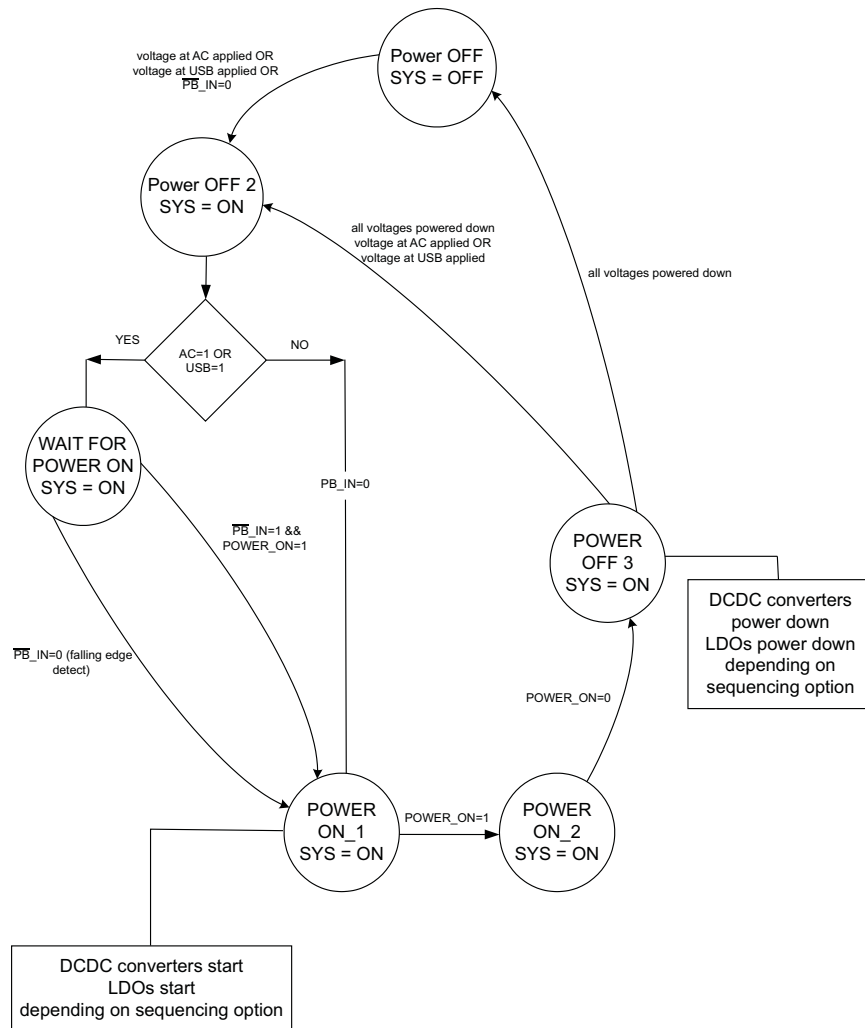 Power OFF
SYS = OFF
voltage at AC applied OR
voltage at USB applied OR
P̅B̅_IN=0
Power OFF 2
SYS = ON
all voltages powered down
voltage at AC applied OR
voltage at USB applied
all voltages powered down
YES
AC=1 OR
USB=1
NO
WAIT FOR
POWER ON
SYS = ON
PB_IN=0
P̅B̅_IN=1 &&
POWER_ON=1
POWER
OFF 3
SYS = ON
DCDC converters
power down
LDOs power down
depending on
sequencing option
P̅B̅_IN=0 (falling edge
detect)
POWER_ON=0
POWER
ON_1
SYS = ON
POWER_ON=1
POWER
ON_2
SYS = ON
DCDC converters start
LDOs start
depending on sequencing option